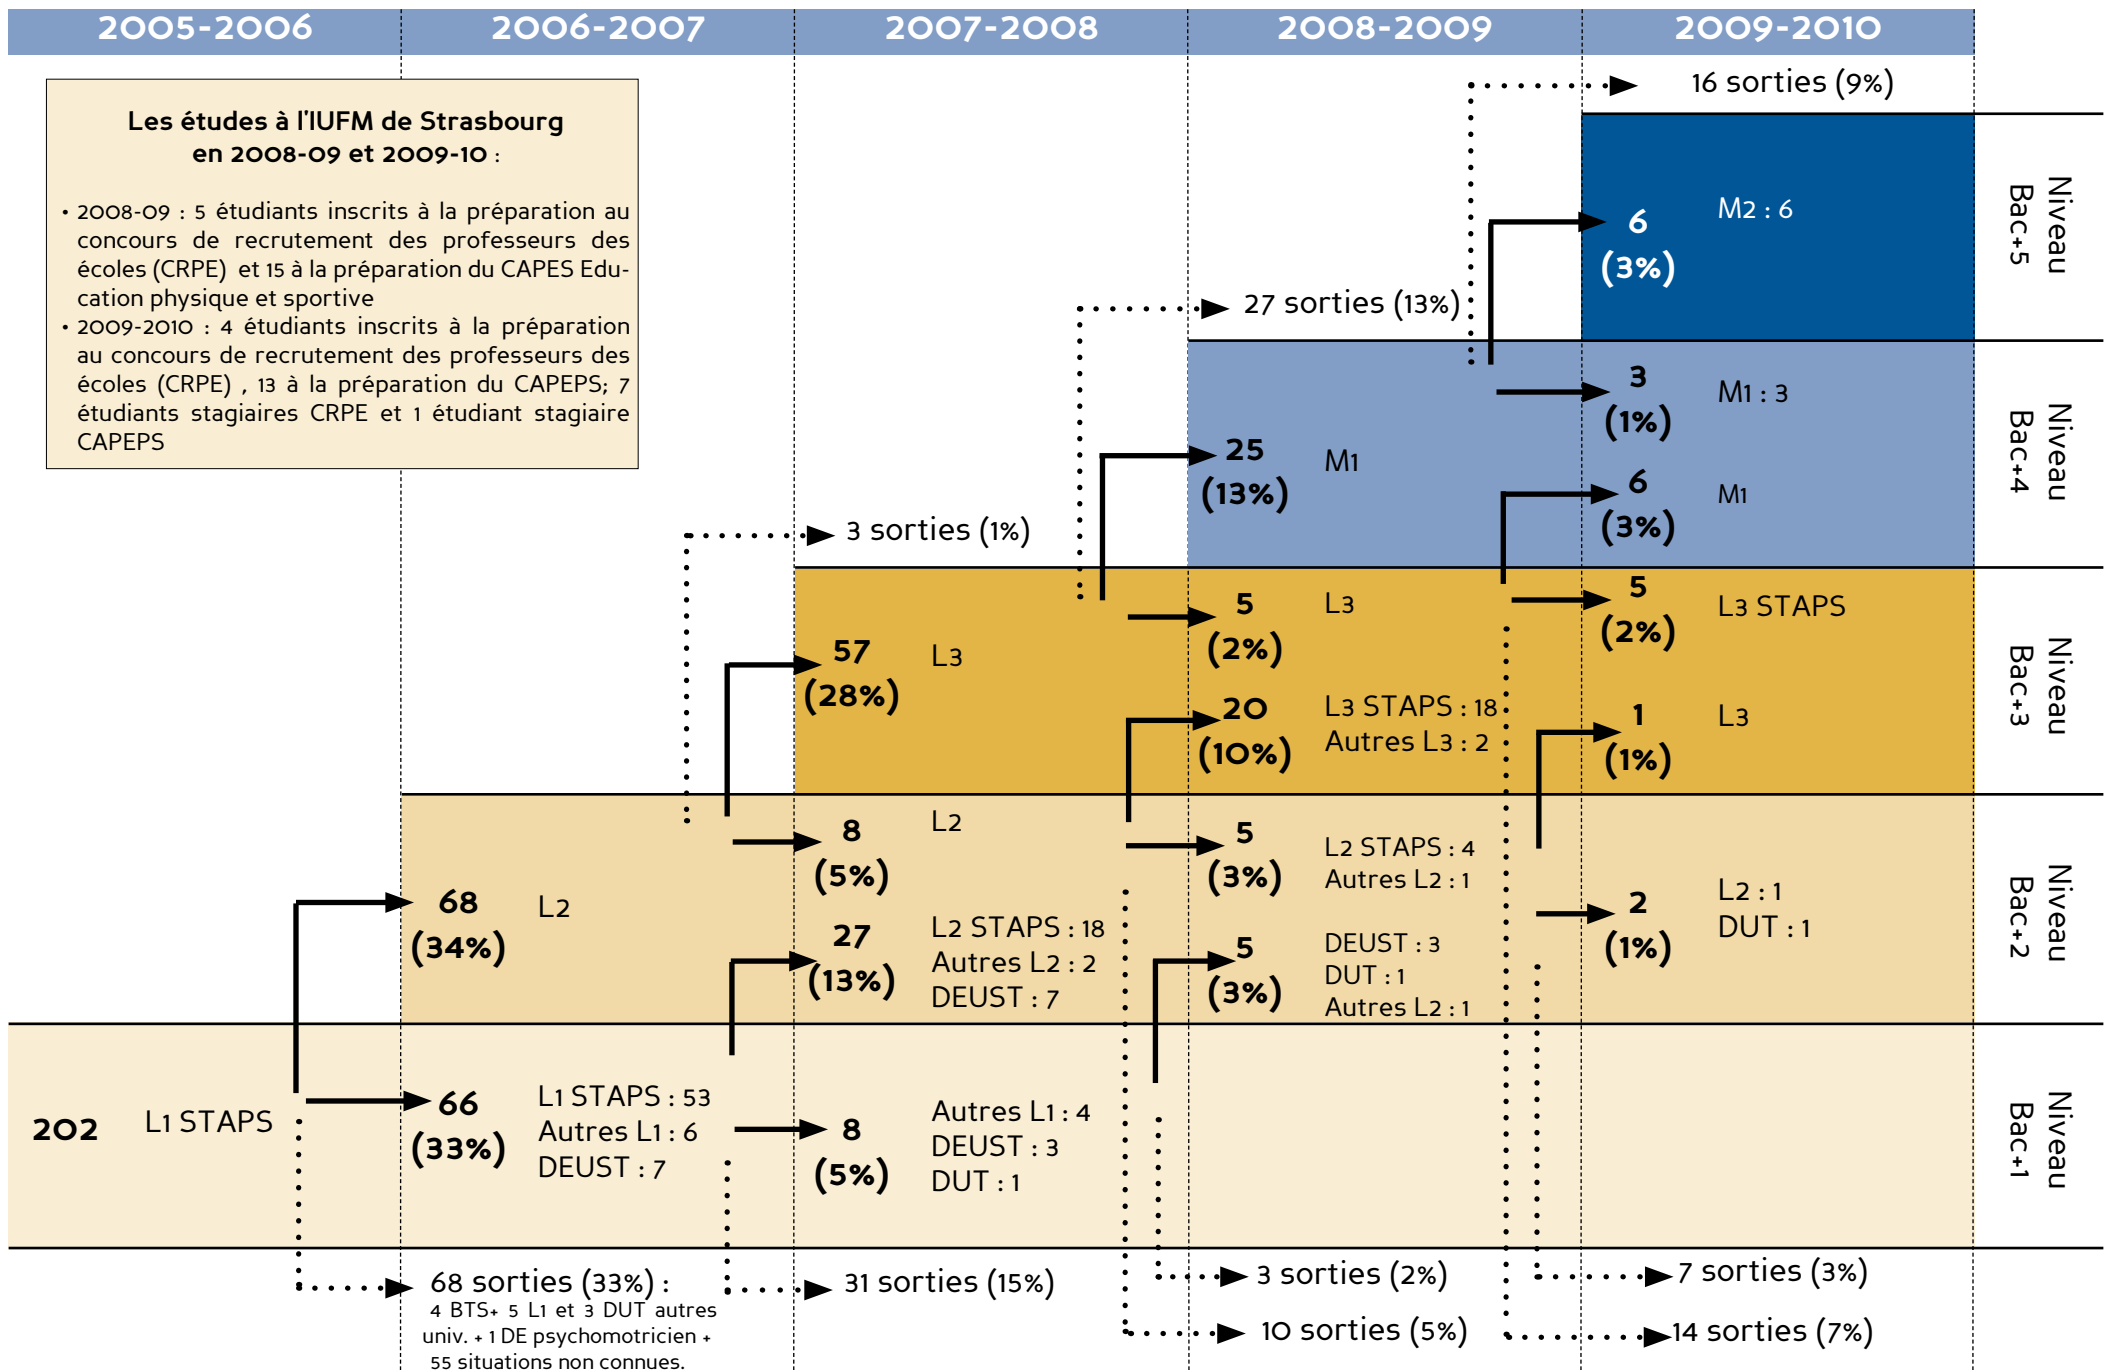 2005-2006
2006-2007
2007-2008
2008-2009
2009-2010
Les études à l'IUFM de Strasbourg
en 2008-09 et 2009-10 :
• 2008-09 : 5 étudiants inscrits à la préparation au
concours de recrutement des professeurs des
écoles (CRPE) et 15 à la préparation du CAPES Edu-
cation physique et sportive
• 2009-2010 : 4 étudiants inscrits à la préparation
au concours de recrutement des professeurs des
écoles (CRPE) , 13 à la préparation du CAPEPS; 7
étudiants stagiaires CRPE et 1 étudiant stagiaire
CAPEPS
16 sorties (9%)
6
(3%)
M2 : 6
Niveau
Bac+5
27 sorties (13%)
25
(13%)
M1
3
(1%)
M1 : 3
6
(3%)
M1
Niveau
Bac+4
3 sorties (1%)
57
(28%)
L3
5
(2%)
L3
20
(10%)
L3 STAPS : 18
Autres L3 : 2
5
(2%)
L3 STAPS
1
(1%)
L3
Niveau
Bac+3
68
(34%)
L2
8
(5%)
L2
27
(13%)
L2 STAPS : 18
Autres L2 : 2
DEUST : 7
5
(3%)
L2 STAPS : 4
Autres L2 : 1
5
(3%)
DEUST : 3
DUT : 1
Autres L2 : 1
2
(1%)
L2 : 1
DUT : 1
Niveau
Bac+2
202
L1 STAPS
66
(33%)
L1 STAPS : 53
Autres L1 : 6
DEUST : 7
8
(5%)
Autres L1 : 4
DEUST : 3
DUT : 1
Niveau
Bac+1
68 sorties (33%) :
4 BTS+ 5 L1 et 3 DUT autres
univ. + 1 DE psychomotricien +
55 situations non connues.
31 sorties (15%)
3 sorties (2%)
10 sorties (5%)
7 sorties (3%)
14 sorties (7%)